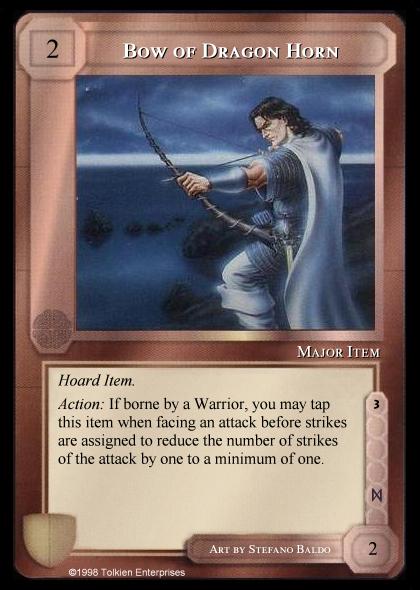 2
BOW OF DRAGON HORN
MAJOR ITEM
Hoard Item.
Action: If borne by a Warrior, you may tap
this item when facing an attack before strikes
are assigned to reduce the number of strikes
of the attack by one to a minimum of one.
3
ᛞ
ART BY STEFANO BALDO
2
©1998 Tolkien Enterprises